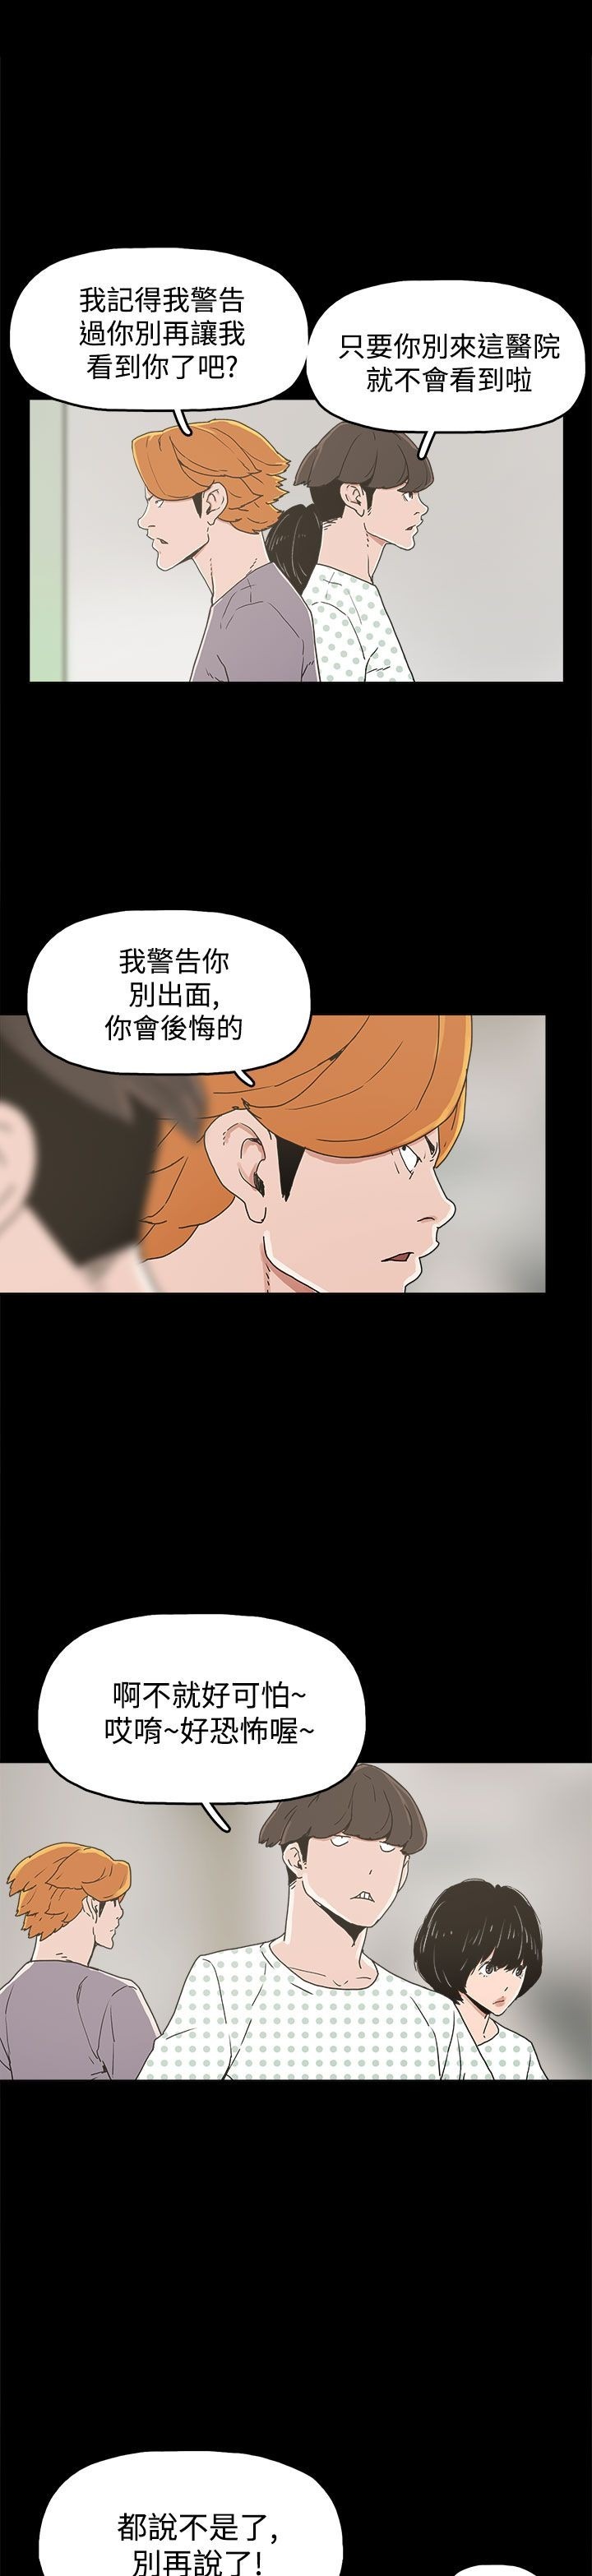 我記得我警告
過你別再讓我
看到你了吧?
只要你別來這醫院
就不會看到啦
我警告你
別出面,
你會後悔的
啊不就好可怕~
哎唷~好恐怖喔~
都說不是了,
別再說了!